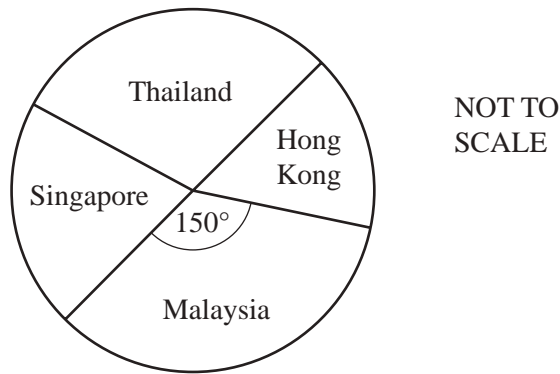 Thailand
NOT TO
SCALE
Hong
Kong
Singapore
150°
Malaysia